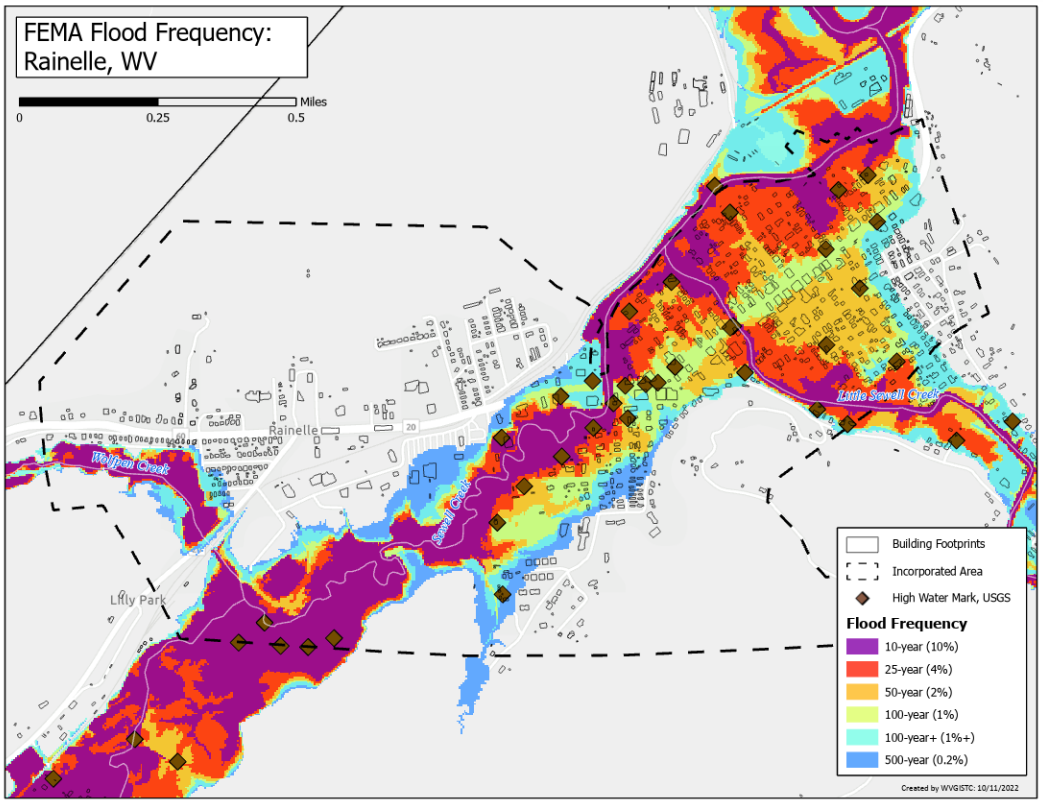 FEMA Flood Frequency:
Rainelle, WV
Miles
0 0.25 0.5
Little Sewell Creek
20
Rainelle
Wolfpen Creek
Sewell Creek
Lilly Park
Building Footprints
Incorporated Area
High Water Mark, USGS
Flood Frequency
10-year (10%)
25-year (4%)
50-year (2%)
100-year (1%)
100-year+ (1%+)
500-year (0.2%)
Created by WVGISTC: 10/11/2022